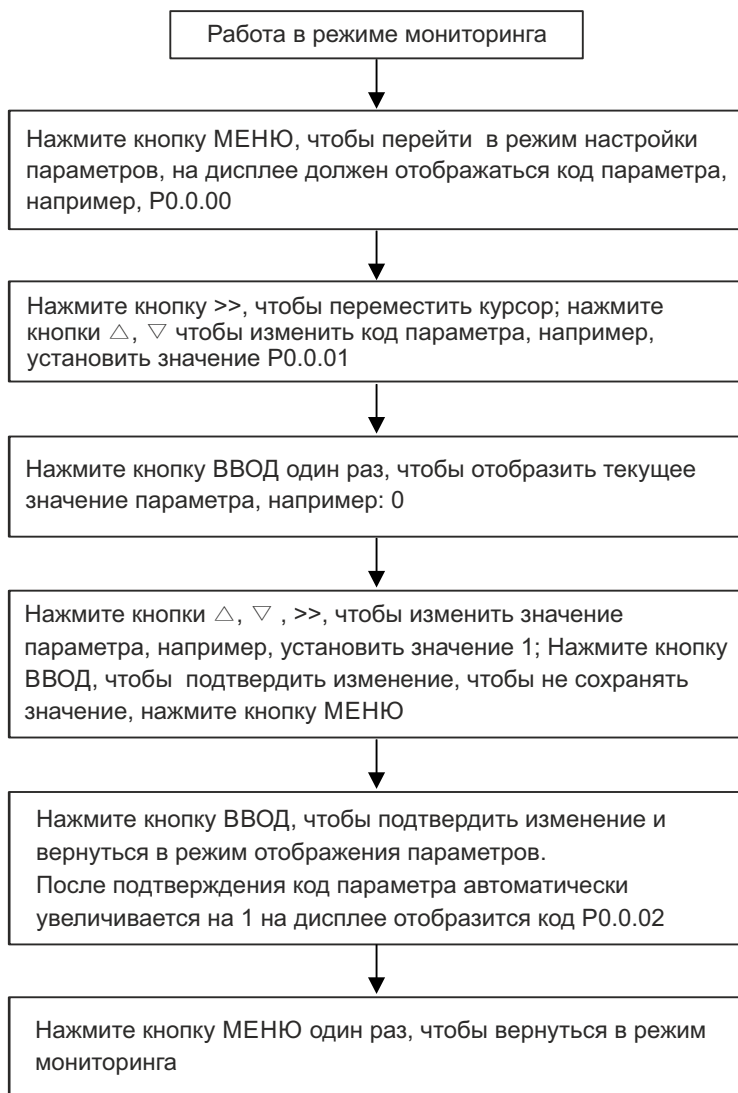 Работа в режиме мониторинга
Нажмите кнопку МЕНЮ, чтобы перейти в режим настройки
параметров, на дисплее должен отображаться код параметра,
например, P0.0.00
Нажмите кнопку >>, чтобы переместить курсор; нажмите
кнопки △, ▽ чтобы изменить код параметра, например,
установить значение P0.0.01
Нажмите кнопку ВВОД один раз, чтобы отобразить текущее
значение параметра, например: 0
Нажмите кнопки △, ▽ , >>, чтобы изменить значение
параметра, например, установить значение 1; Нажмите кнопку
ВВОД, чтобы подтвердить изменение, чтобы не сохранять
значение, нажмите кнопку МЕНЮ
Нажмите кнопку ВВОД, чтобы подтвердить изменение и
вернуться в режим отображения параметров.
После подтверждения код параметра автоматически
увеличивается на 1 на дисплее отобразится код P0.0.02
Нажмите кнопку МЕНЮ один раз, чтобы вернуться в режим
мониторинга